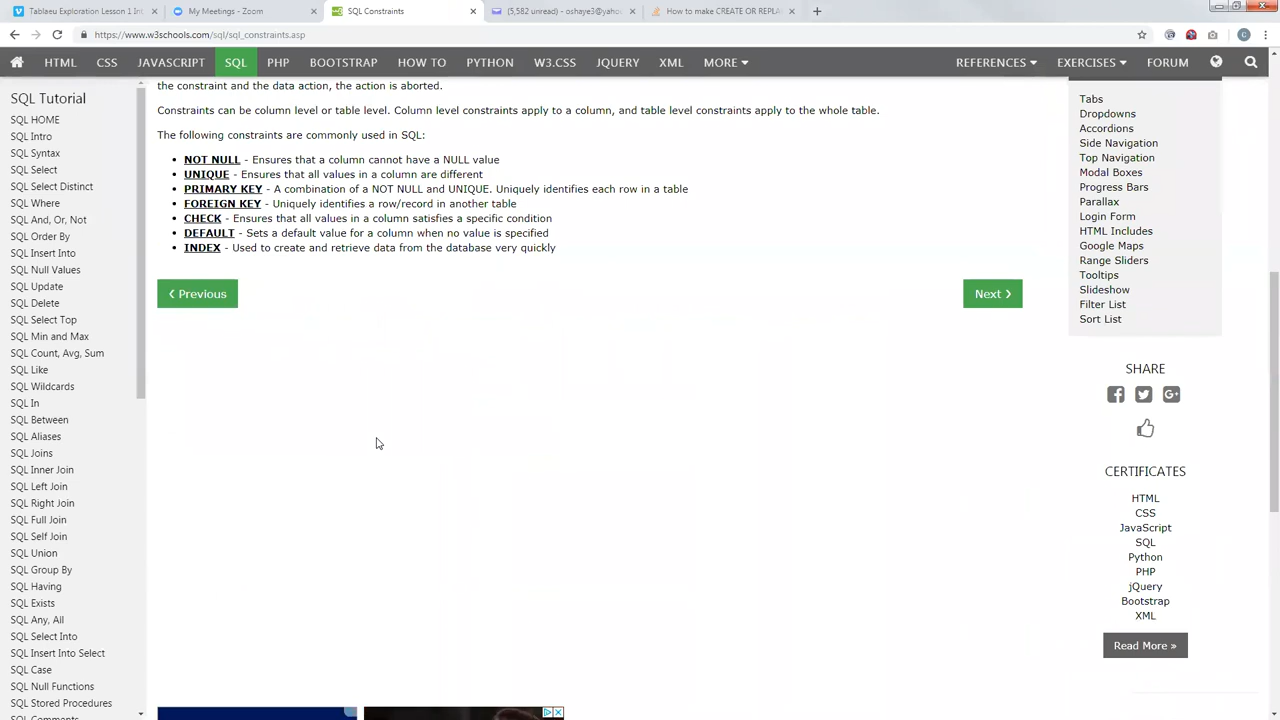 Tablaeu Exploration Lesson 1 In
My Meetings - Zoom
SQL Constraints
(5,582 unread) - oshaye3@yaho
How to make CREATE OR REPLA
https://www.w3schools.com/sql/sql_constraints.asp
HTML CSS JAVASCRIPT SQL PHP BOOTSTRAP HOW TO PYTHON W3.CSS JQUERY XML MORE REFERENCES EXERCISES FORUM
SQL Tutorial
SQL HOME
SQL Intro
SQL Syntax
SQL Select
SQL Select Distinct
SQL Where
SQL And, Or, Not
SQL Order By
SQL Insert Into
SQL Null Values
SQL Update
SQL Delete
SQL Select Top
SQL Min and Max
SQL Count, Avg, Sum
SQL Like
SQL Wildcards
SQL In
SQL Between
SQL Aliases
SQL Joins
SQL Inner Join
SQL Left Join
SQL Right Join
SQL Full Join
SQL Self Join
SQL Union
SQL Group By
SQL Having
SQL Exists
SQL Any, All
SQL Select Into
SQL Insert Into Select
SQL Case
SQL Null Functions
SQL Stored Procedures
SQL Comments
the constraint and the data action, the action is aborted.
Constraints can be column level or table level. Column level constraints apply to a column, and table level constraints apply to the whole table.
The following constraints are commonly used in SQL:
• NOT NULL - Ensures that a column cannot have a NULL value
• UNIQUE - Ensures that all values in a column are different
• PRIMARY KEY - A combination of a NOT NULL and UNIQUE. Uniquely identifies each row in a table
• FOREIGN KEY - Uniquely identifies a row/record in another table
• CHECK - Ensures that all values in a column satisfies a specific condition
• DEFAULT - Sets a default value for a column when no value is specified
• INDEX - Used to create and retrieve data from the database very quickly
❮ Previous
Next ❯
Tabs
Dropdowns
Accordions
Side Navigation
Top Navigation
Modal Boxes
Progress Bars
Parallax
Login Form
HTML Includes
Google Maps
Range Sliders
Tooltips
Slideshow
Filter List
Sort List
SHARE
CERTIFICATES
HTML
CSS
JavaScript
SQL
Python
PHP
jQuery
Bootstrap
XML
Read More »